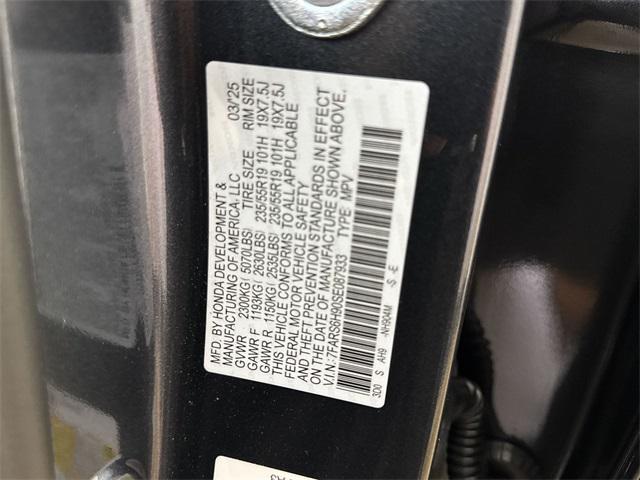 MFD. BY HONDA DEVELOPMENT & 03/'25
MANUFACTURING OF AMERICA, LLC
GVWR 2300KG( 5070LBS) TIRE SIZE RIM SIZE
GAWR F 1193KG( 2630LBS) 235/55R19 101H 19X7.5J
GAWR R 1150KG( 2535LBS) 235/55R19 101H 19X7.5J
THIS VEHICLE CONFORMS TO ALL APPLICABLE
FEDERAL MOTOR VEHICLE SAFETY
AND THEFT PREVENTION STANDARDS IN EFFECT
ON THE DATE OF MANUFACTURE SHOWN ABOVE.
V.I.N.: 7FARS6H90SE087933 TYPE: MPV
3D0 S AH9 -NH904M -S -E